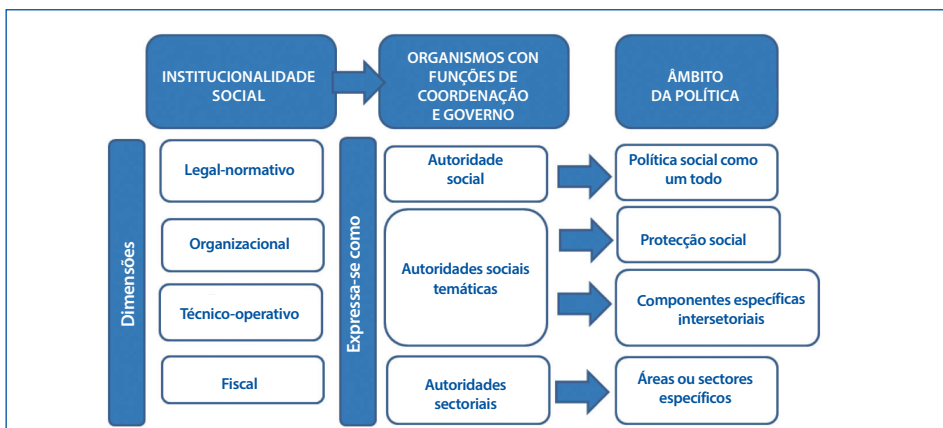 INSTITUCIONALIDADE
SOCIAL
ORGANISMOS CON
FUNÇÕES DE
COORDENAÇÃO
E GOVERNO
ÂMBITO
DA POLÍTICA
Dimensões
Legal-normativo
Organizacional
Técnico-operativo
Fiscal
Expressa-se como
Autoridade
social
Autoridades sociais
temáticas
Autoridades
sectoriais
Política social como
um todo
Protecção social
Componentes específicas
intersetoriais
Áreas ou sectores
específicos